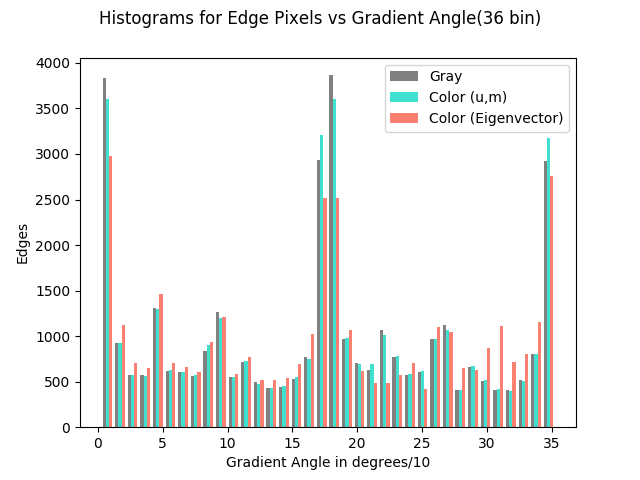 Histograms for Edge Pixels vs Gradient Angle(36 bin)
4000
3500
3000
2500
2000
1500
1000
500
0
Edges
Gray
Color (u,m)
Color (Eigenvector)
0 5 10 15 20 25 30 35
Gradient Angle in degrees/10